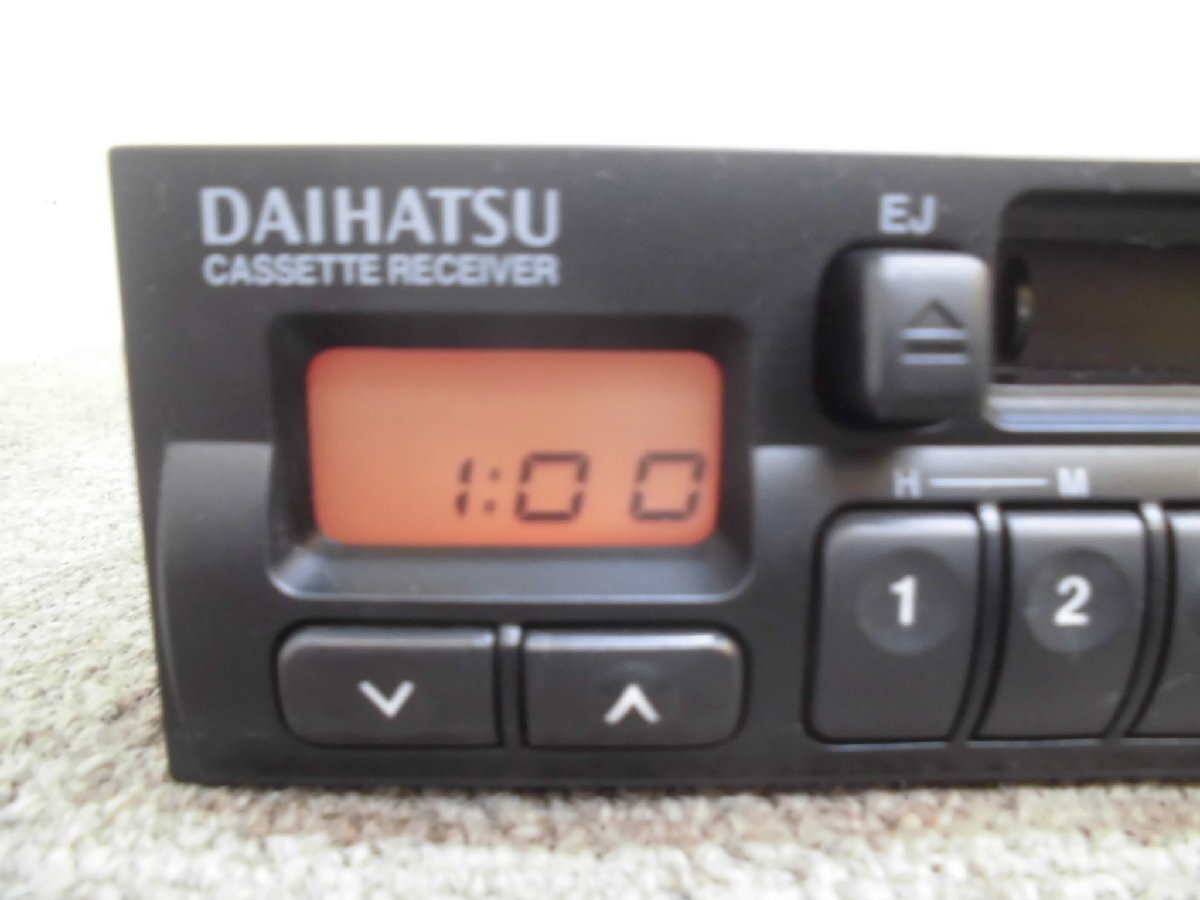 DAIHATSU
CASSETTE RECEIVER
EJ
1:00
H M
1 2